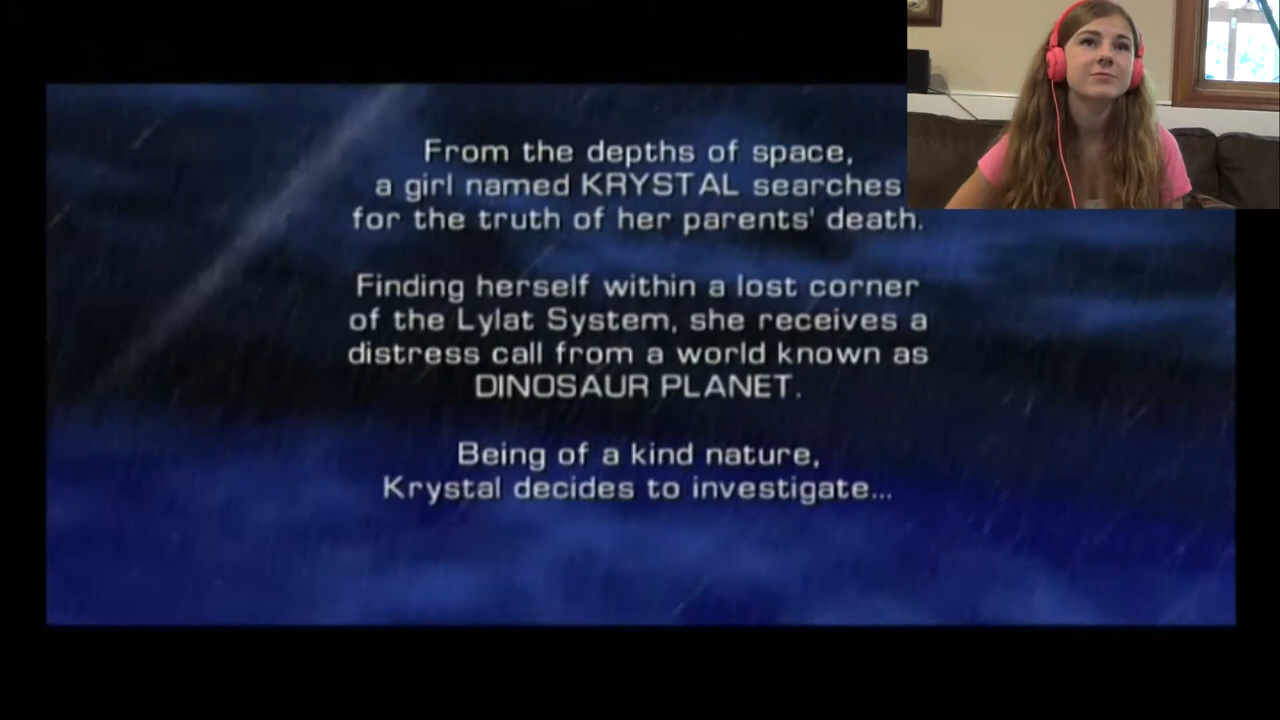 From the depths of space,
a girl named KRYSTAL searches
for the truth of her parents' death.
Finding herself within a lost corner
of the Lylat System, she receives a
distress call from a world known as
DINOSAUR PLANET.
Being of a kind nature,
Krystal decides to investigate...